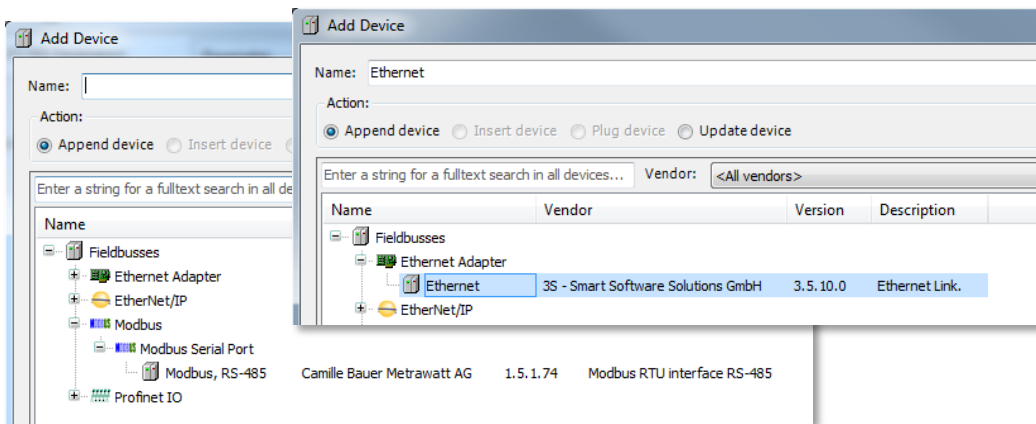 Add Device
Name:
Action:
Append device Insert device
Enter a string for a fulltext search in all de
Name
Fieldbusses
Ethernet Adapter
EtherNet/IP
Modbus
Modbus Serial Port
Modbus, RS-485 Camille Bauer Metrawatt AG 1.5.1.74 Modbus RTU interface RS-485
Profinet IO
Add Device
Name: Ethernet
Action:
Append device Insert device Plug device Update device
Enter a string for a fulltext search in all devices... Vendor: <All vendors>
Name Vendor Version Description
Fieldbusses
Ethernet Adapter
Ethernet 3S - Smart Software Solutions GmbH 3.5.10.0 Ethernet Link.
EtherNet/IP